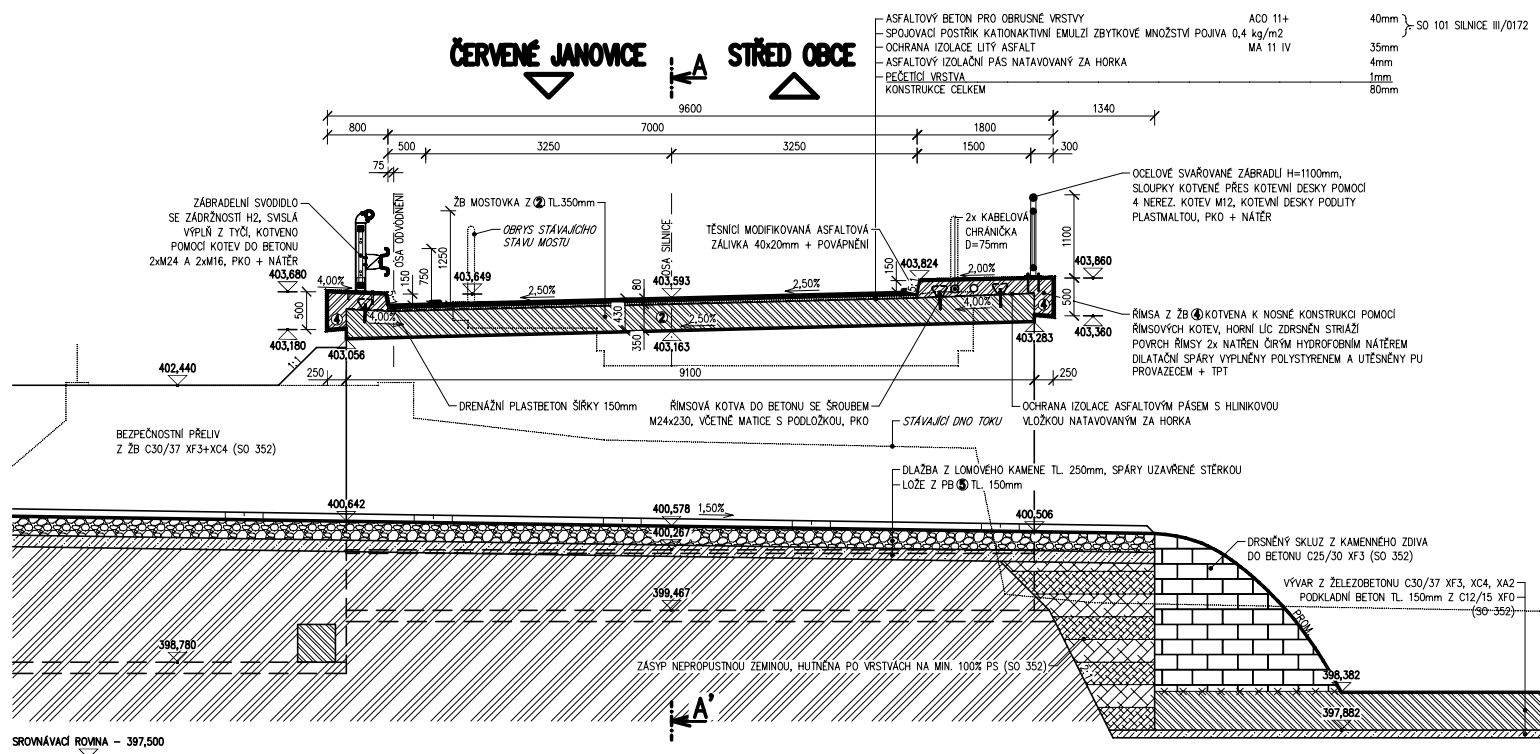 ASFALTOVÝ BETON PRO OBRUSNÉ VRSTVY ACO 11+ 40mm
SO 101 SILNICE III/0172
SPOJOVACÍ POSTŘIK KATIONAKTIVNÍ EMULZÍ ZBYTKOVÉ MNOŽSTVÍ POJIVA 0,4 kg/m2
OCHRANA IZOLACE LITÝ ASFALT MA 11 IV 35mm
ASFALTOVÝ IZOLAČNÍ PÁS NATAVOVANÝ ZA HORKA 4mm
PEČETÍCÍ VRSTVA 1mm
KONSTRUKCE CELKEM 80mm
ČERVENÉ JANOVICE
A
STŘED OBCE
9600
1340
800
7000
1800
500
3250
3250
1500
300
75
ZÁBRADELNÍ SVODIDLO
SE ZÁDRŽNOSTÍ H2, SVISLÁ
VÝPLŇ Z TYČÍ, KOTVENO
POMOCÍ KOTEV DO BETONU
2xM24 A 2xM16, PKO + NÁTĚR
OSA ODVODNĚNÍ
ŽB MOSTOVKA Z 2 TL.350mm
OBRYS STÁVAJÍCÍHO
STAVU MOSTU
OSA SILNICE
TĚSNÍCÍ MODIFIKOVANÁ ASFALTOVÁ
ZÁLIVKA 40x20mm + POVÁPNĚNÍ
2x KABELOVÁ
CHRÁNIČKA
D=75mm
OCELOVÉ SVAŘOVANÉ ZÁBRADLÍ H=1100mm,
SLOUPKY KOTVENÉ PŘES KOTEVNÍ DESKY POMOCÍ
4 NEREZ. KOTEV M12, KOTEVNÍ DESKY PODLITY
PLASTMALTOU, PKO + NÁTĚR
1100
403,680
4,00%
150
750
1250
403,649
2,50%
403,593
80
2,50%
150
403,824
5:1
2,00%
403,860
500
4
4,00%
430
2
2,50%
4,00%
4
500
403,180
403,056
350
403,163
403,283
403,360
ŘÍMSA Z ŽB 4 KOTVENA K NOSNÉ KONSTRUKCI POMOCÍ
ŘÍMSOVÝCH KOTEV, HORNÍ LÍC ZDRSNĚN STRIÁŽÍ
POVRCH ŘÍMSY 2x NATŘEN ČIRÝM HYDROFOBNÍM NÁTĚREM
DILATAČNÍ SPÁRY VYPLNĚNY POLYSTYRENEM A UTĚSNĚNY PU
PROVAZCEM + TPT
1:1
402,440
250
9100
250
DRENÁŽNÍ PLASTBETON ŠÍŘKY 150mm
ŘÍMSOVÁ KOTVA DO BETONU SE ŠROUBEM
M24x230, VČETNĚ MATICE S PODLOŽKOU, PKO
OCHRANA IZOLACE ASFALTOVÝM PÁSEM S HLINIKOVOU
VLOŽKOU NATAVOVANÝM ZA HORKA
STÁVAJÍCÍ DNO TOKU
BEZPEČNOSTNÍ PŘELIV
Z ŽB C30/37 XF3+XC4 (SO 352)
DLAŽBA Z LOMOVÉHO KAMENE TL. 250mm, SPÁRY UZAVŘENÉ STĚRKOU
LOŽE Z PB 5 TL. 150mm
400,642
400,578
1,50%
400,506
400,267
DRSNĚNÝ SKLUZ Z KAMENNÉHO ZDIVA
DO BETONU C25/30 XF3 (SO 352)
399,467
VÝVAR Z ŽELEZOBETONU C30/37 XF3, XC4, XA2
PODKLADNÍ BETON TL. 150mm Z C12/15 XF0
(SO 352)
PROM.
398,780
ZÁSYP NEPROPUSTNOU ZEMINOU, HUTNĚNA PO VRSTVÁCH NA MIN. 100% PS (SO 352)
398,382
397,882
A'
SROVNÁVACÍ ROVINA - 397,500